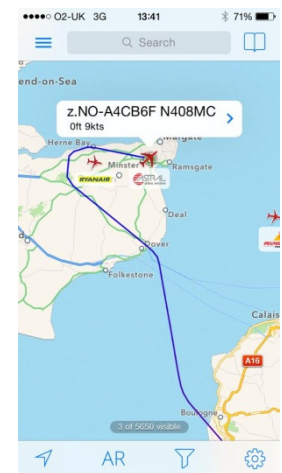 O2-UK 3G 13:41 71%
Search
end-on-Sea
z.NO-A4CB6F N408MC
0ft 9kts
Margate
Herne Bay
Minster
Ramsgate
RYANAIR
ASTRAL
Deal
Dover
Folkestone
Calais
A16
Boulogne
3 of 5650 visible
AR